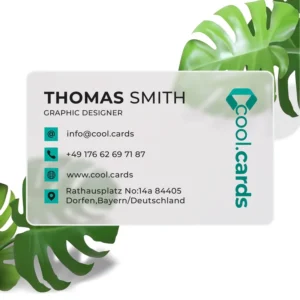 THOMAS SMITH
GRAPHIC DESIGNER
info@cool.cards
+49 176 62 69 71 87
www.cool.cards
Rathausplatz No:14a 84405
Dorfen,Bayern/Deutschland
cool.cards